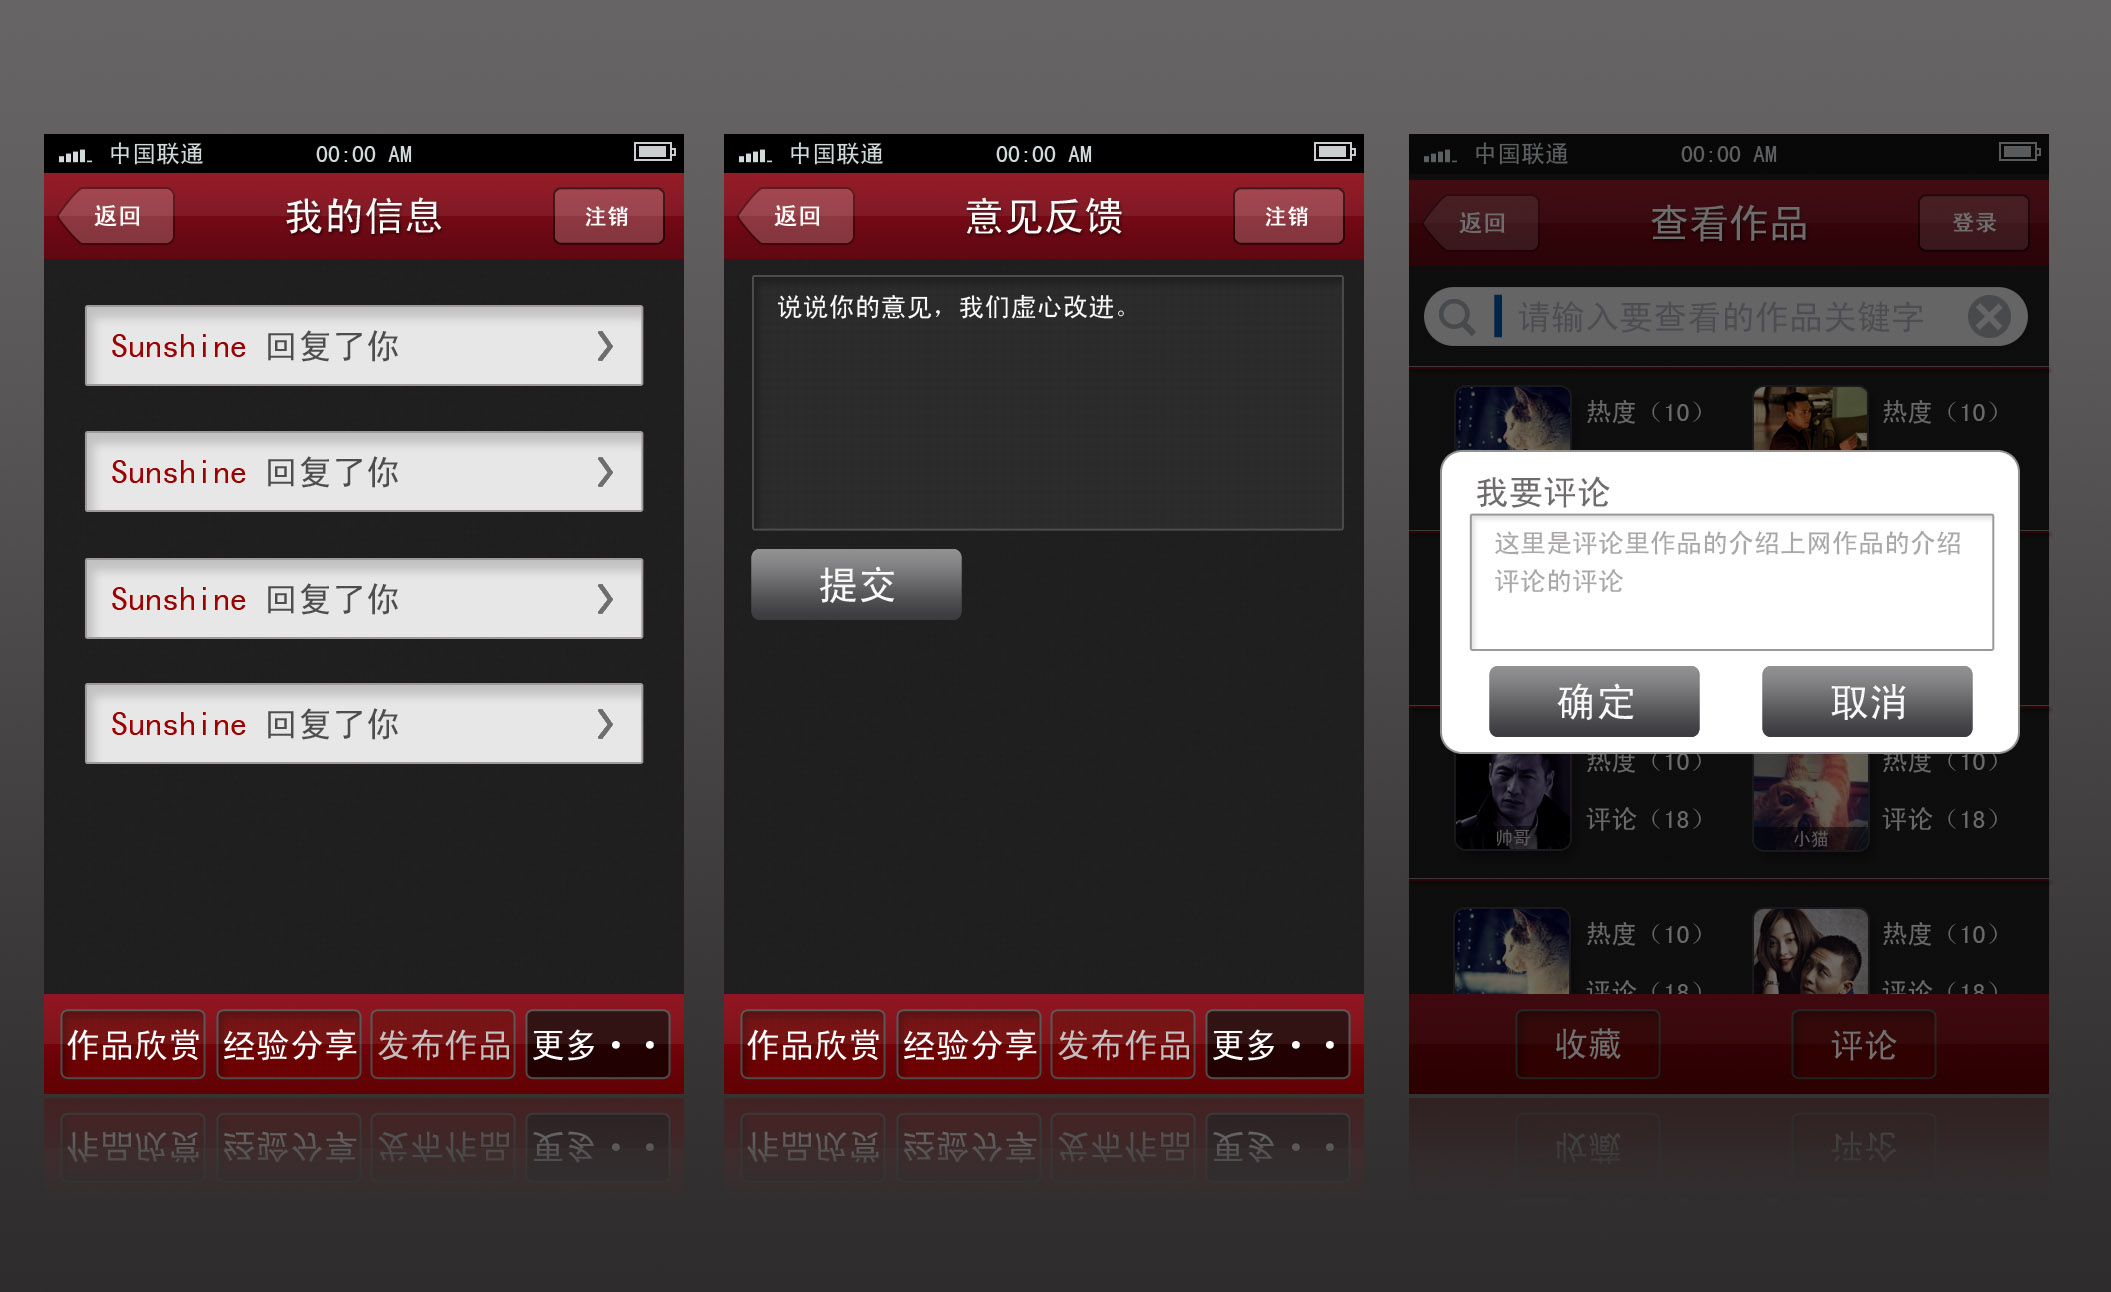 中国联通 00:00 AM
返回 我的信息 注销
Sunshine 回复了你
Sunshine 回复了你
Sunshine 回复了你
Sunshine 回复了你
作品欣赏 经验分享 发布作品 更多··
中国联通 00:00 AM
返回 意见反馈 注销
说说你的意见，我们虚心改进。
提交
作品欣赏 经验分享 发布作品 更多··
中国联通 00:00 AM
返回 查看作品 登录
请输入要查看的作品关键字
热度（10） 热度（10）
我要评论
这里是评论里作品的介绍上网作品的介绍
评论的评论
确定 取消
热度（10） 热度（10）
评论（18） 评论（18）
帅哥 小猫
热度（10） 热度（10）
评论（18） 评论（18）
收藏 评论